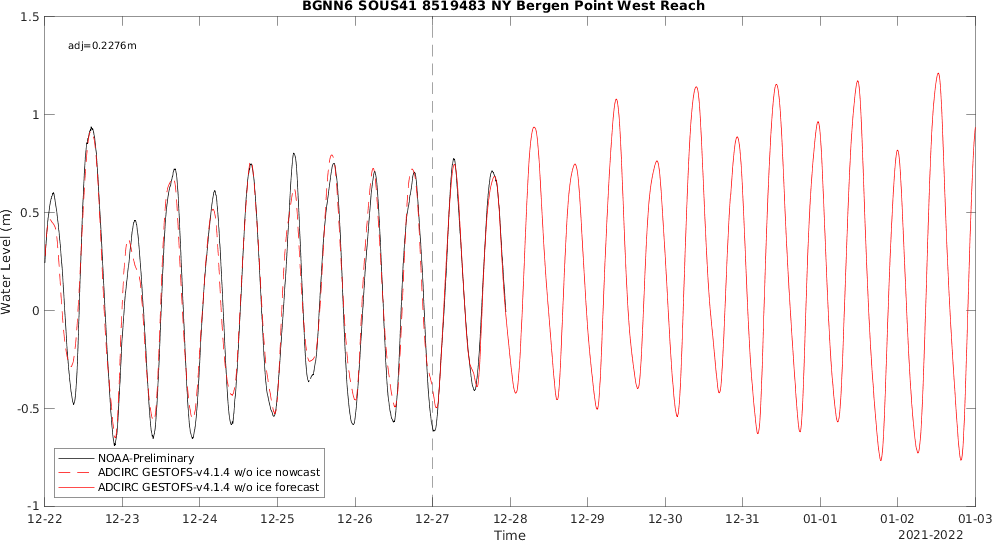 BGNN6 SOUS41 8519483 NY Bergen Point West Reach
adj=0.2276m
1.5
1
0.5
0
-0.5
-1
Water Level (m)
NOAA-Preliminary
ADCIRC GESTOFS-v4.1.4 w/o ice nowcast
ADCIRC GESTOFS-v4.1.4 w/o ice forecast
12-22 12-23 12-24 12-25 12-26 12-27 12-28 12-29 12-30 12-31 01-01 01-02 01-03
Time
2021-2022